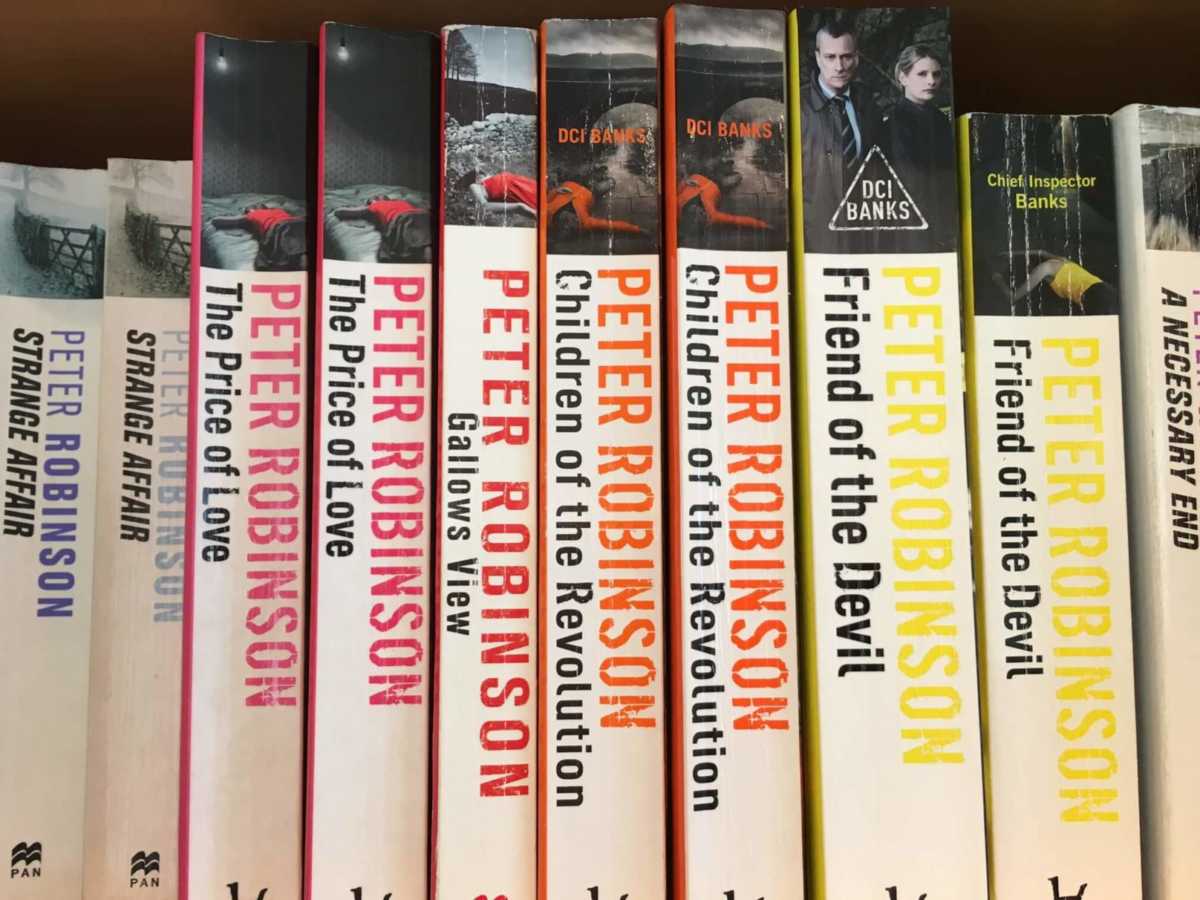 PETER ROBINSON
STRANGE AFFAIR
PAN
PETER ROBINSON
STRANGE AFFAIR
PAN
PETER ROBINSON
The Price of Love
PETER ROBINSON
The Price of Love
PETER ROBINSON
Gallows View
DCI BANKS
PETER ROBINSON
Children of the Revolution
DCI BANKS
PETER ROBINSON
Children of the Revolution
DCI
BANKS
PETER ROBINSON
Friend of the Devil
Chief Inspector
Banks
PETER ROBINSON
Friend of the Devil
A NECESSARY END